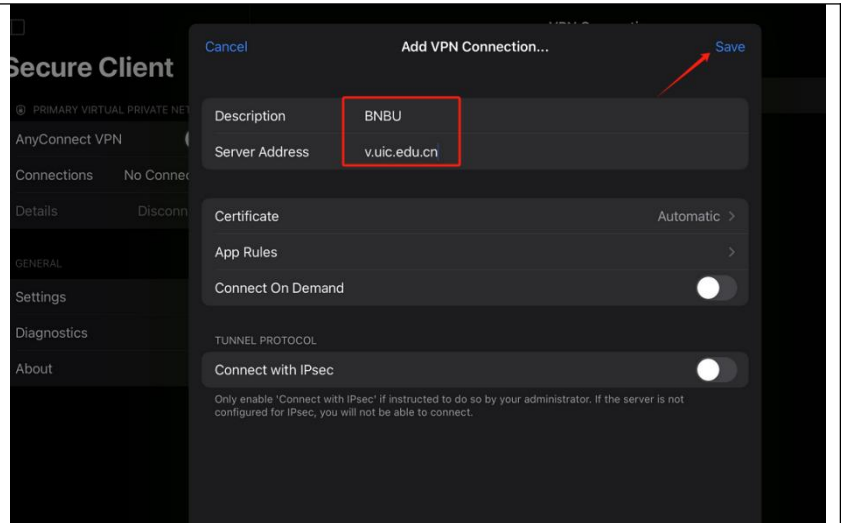 Cancel Add VPN Connection... Save
Secure Client
PRIMARY VIRTUAL PRIVATE NET
Description BNBU
AnyConnect VPN
Server Address v.uic.edu.cn
Connections No Connec
Details Disconn
Certificate Automatic >
App Rules >
GENERAL
Connect On Demand
Settings
Diagnostics
TUNNEL PROTOCOL
About
Connect with IPsec
Only enable 'Connect with IPsec' if instructed to do so by your administrator. If the server is not
configured for IPsec, you will not be able to connect.